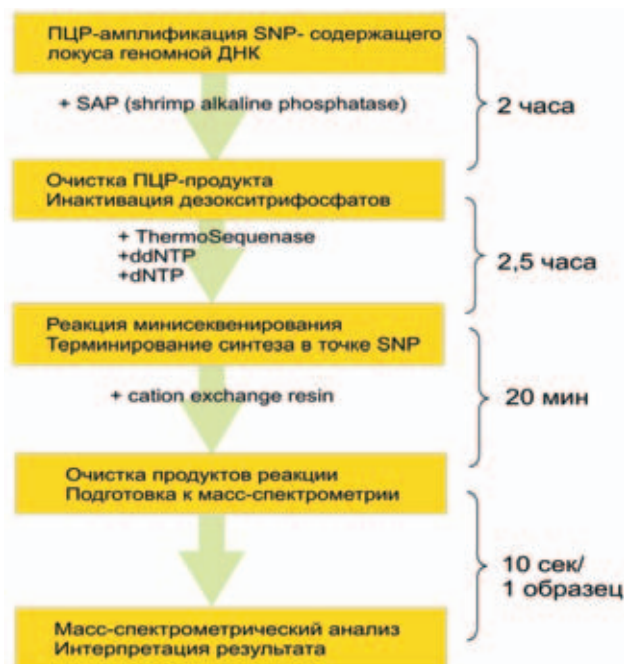 ПЦР-амплификация SNP- содержащего
локуса геномной ДНК
+ SAP (shrimp alkaline phosphatase)
2 часа
Очистка ПЦР-продукта
Инактивация дезокситрифосфатов
+ ThermoSequenase
+ddNTP
+dNTP
2,5 часа
Реакция минисеквенирования
Терминирование синтеза в точке SNP
+ cation exchange resin
20 мин
Очистка продуктов реакции
Подготовка к масс-спектрометрии
10 сек/
1 образец
Масс-спектрометрический анализ
Интерпретация результата